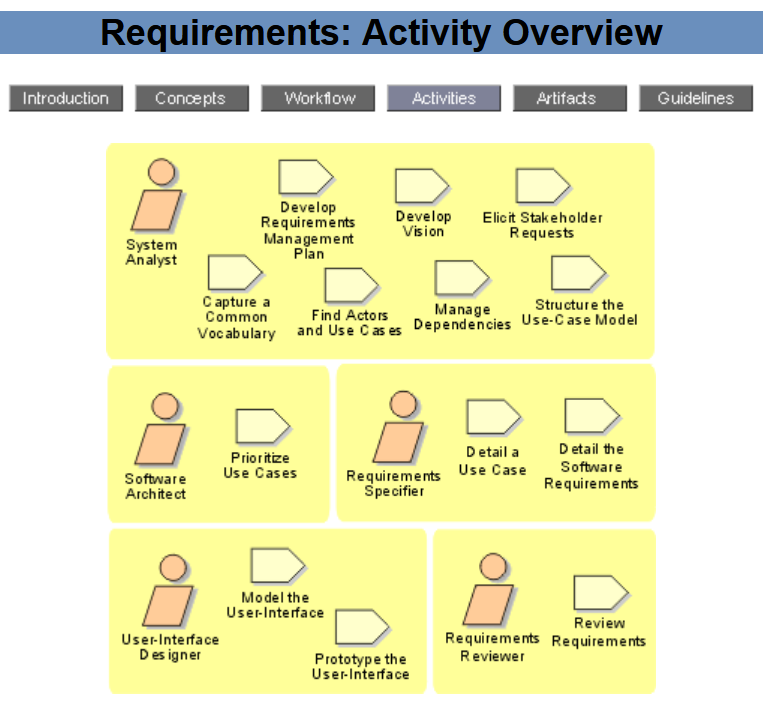 Requirements: Activity Overview
Introduction
Concepts
Workflow
Activities
Artifacts
Guidelines
System
Analyst
Develop
Requirements
Management
Plan
Develop
Vision
Elicit Stakeholder
Requests
Capture a
Common
Vocabulary
Find Actors
and Use Cases
Manage
Dependencies
Structure the
Use-Case Model
Software
Architect
Prioritize
Use Cases
Requirements
Specifier
Detail a
Use Case
Detail the
Software
Requirements
User-Interface
Designer
Model the
User-Interface
Prototype the
User-Interface
Requirements
Reviewer
Review
Requirements